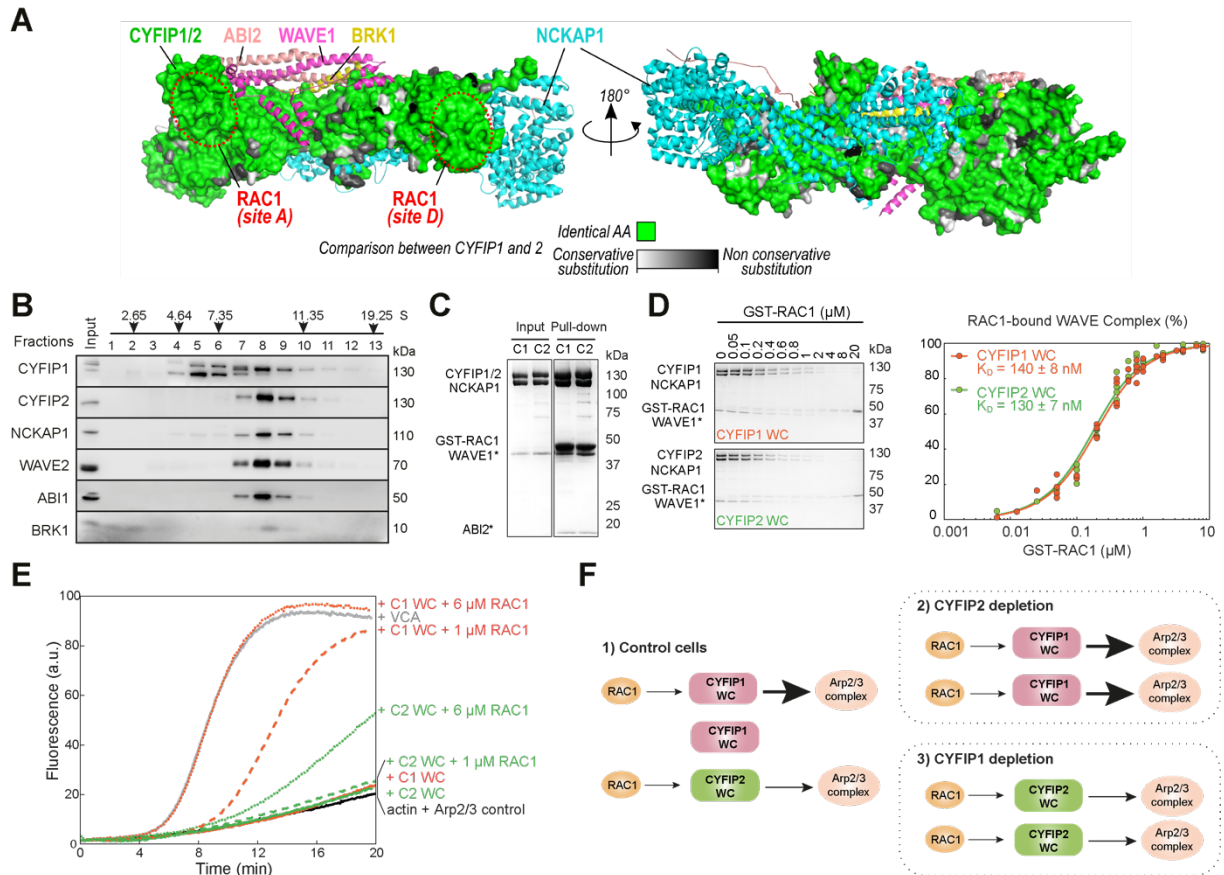 A
CYFIP1/2 ABI2 WAVE1 BRK1 NCKAP1
180°
RAC1
(site A)
RAC1
(site D)
Identical AA
Comparison between CYFIP1 and 2
Conservative
substitution
Non conservative
substitution
B
Input
2.65 4.64 7.35 11.35 19.25 S
Fractions 1 2 3 4 5 6 7 8 9 10 11 12 13 kDa
CYFIP1 130
CYFIP2 130
NCKAP1 110
WAVE2 70
ABI1 50
BRK1 10
C
Input Pull-down
C1 C2 C1 C2 kDa
CYFIP1/2
NCKAP1
GST-RAC1
WAVE1*
ABI2*
130
100
75
50
37
25
20
D
GST-RAC1 (µM)
0 0.05 0.1 0.2 0.4 0.6 0.8 1 2 4 8 20 kDa
CYFIP1
NCKAP1
GST-RAC1
WAVE1*
CYFIP1 WC
130
75
50
37
CYFIP2
NCKAP1
GST-RAC1
WAVE1*
CYFIP2 WC
130
75
50
37
RAC1-bound WAVE Complex (%)
CYFIP1 WC
KD = 140 ± 8 nM
CYFIP2 WC
KD = 130 ± 7 nM
100
80
60
40
20
0
0.001 0.01 0.1 1 10
GST-RAC1 (µM)
E
Fluorescence (a.u.)
100
80
60
40
20
0
0 4 8 12 16 20
Time (min)
+ C1 WC + 6 µM RAC1
+ VCA
+ C1 WC + 1 µM RAC1
+ C2 WC + 6 µM RAC1
+ C2 WC + 1 µM RAC1
+ C1 WC
+ C2 WC
actin + Arp2/3 control
F
1) Control cells
RAC1 CYFIP1 WC Arp2/3 complex
CYFIP1 WC
RAC1 CYFIP2 WC Arp2/3 complex
2) CYFIP2 depletion
RAC1 CYFIP1 WC Arp2/3 complex
RAC1 CYFIP1 WC Arp2/3 complex
3) CYFIP1 depletion
RAC1 CYFIP2 WC Arp2/3 complex
RAC1 CYFIP2 WC Arp2/3 complex